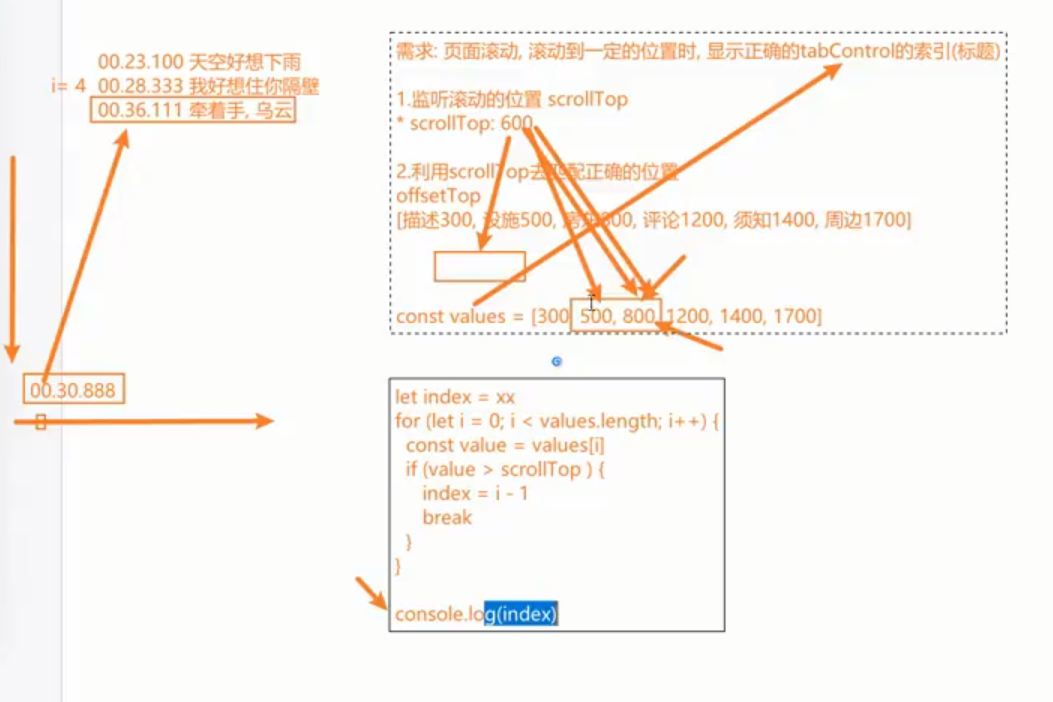 00.23.100 天空好想下雨
i= 4 00.28.333 我好想住你隔壁
00.36.111 牵着手, 乌云
00.30.888
需求: 页面滚动, 滚动到一定的位置时, 显示正确的tabControl的索引(标题)
1.监听滚动的位置 scrollTop
* scrollTop: 600
2.利用scrollTop去匹配正确的位置
offsetTop
[描述300, 设施500, 房东800, 评论1200, 须知1400, 周边1700]
const values = [300, 500, 800, 1200, 1400, 1700]
let index = xx
for (let i = 0; i < values.length; i++) {
const value = values[i]
if (value > scrollTop ) {
index = i - 1
break
}
}
console.log(index)